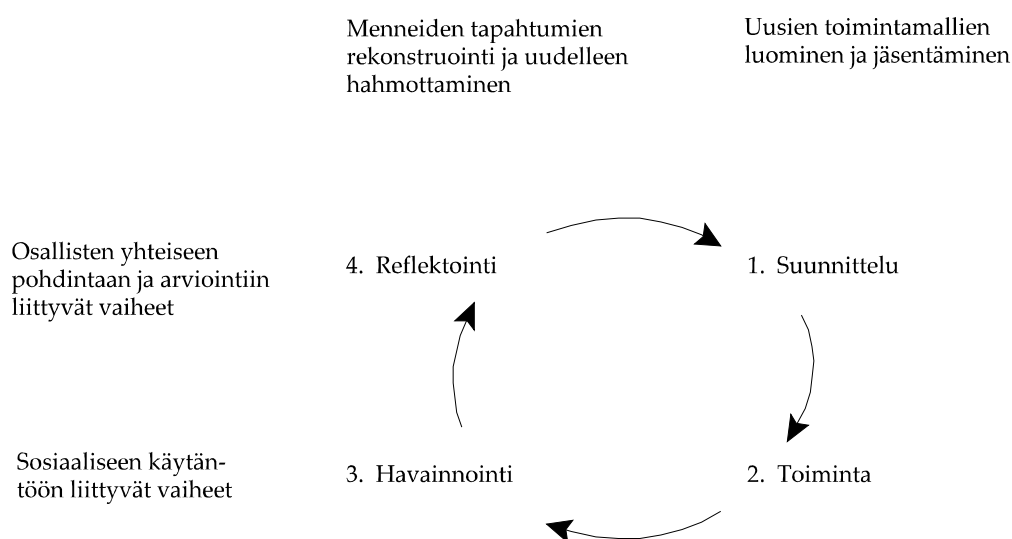 Menneiden tapahtumien
rekonstruointi ja uudelleen
hahmottaminen
Uusien toimintamallien
luominen ja jäsentäminen
Osallisten yhteiseen
pohdintaan ja arviointiin
liittyvät vaiheet
4. Reflektointi
1. Suunnittelu
Sosiaaliseen käytän-
töön liittyvät vaiheet
3. Havainnointi
2. Toiminta